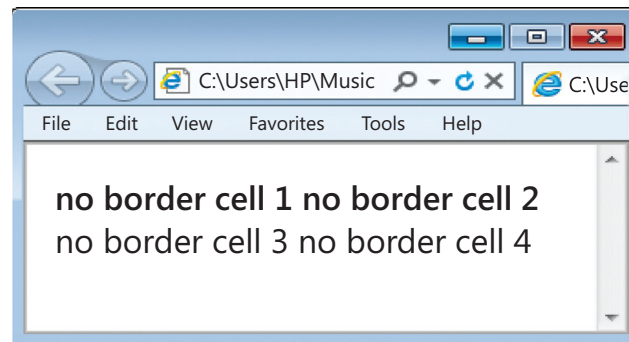 C:\Users\HP\Music
C:\Use
File Edit View Favorites Tools Help
no border cell 1 no border cell 2
no border cell 3 no border cell 4